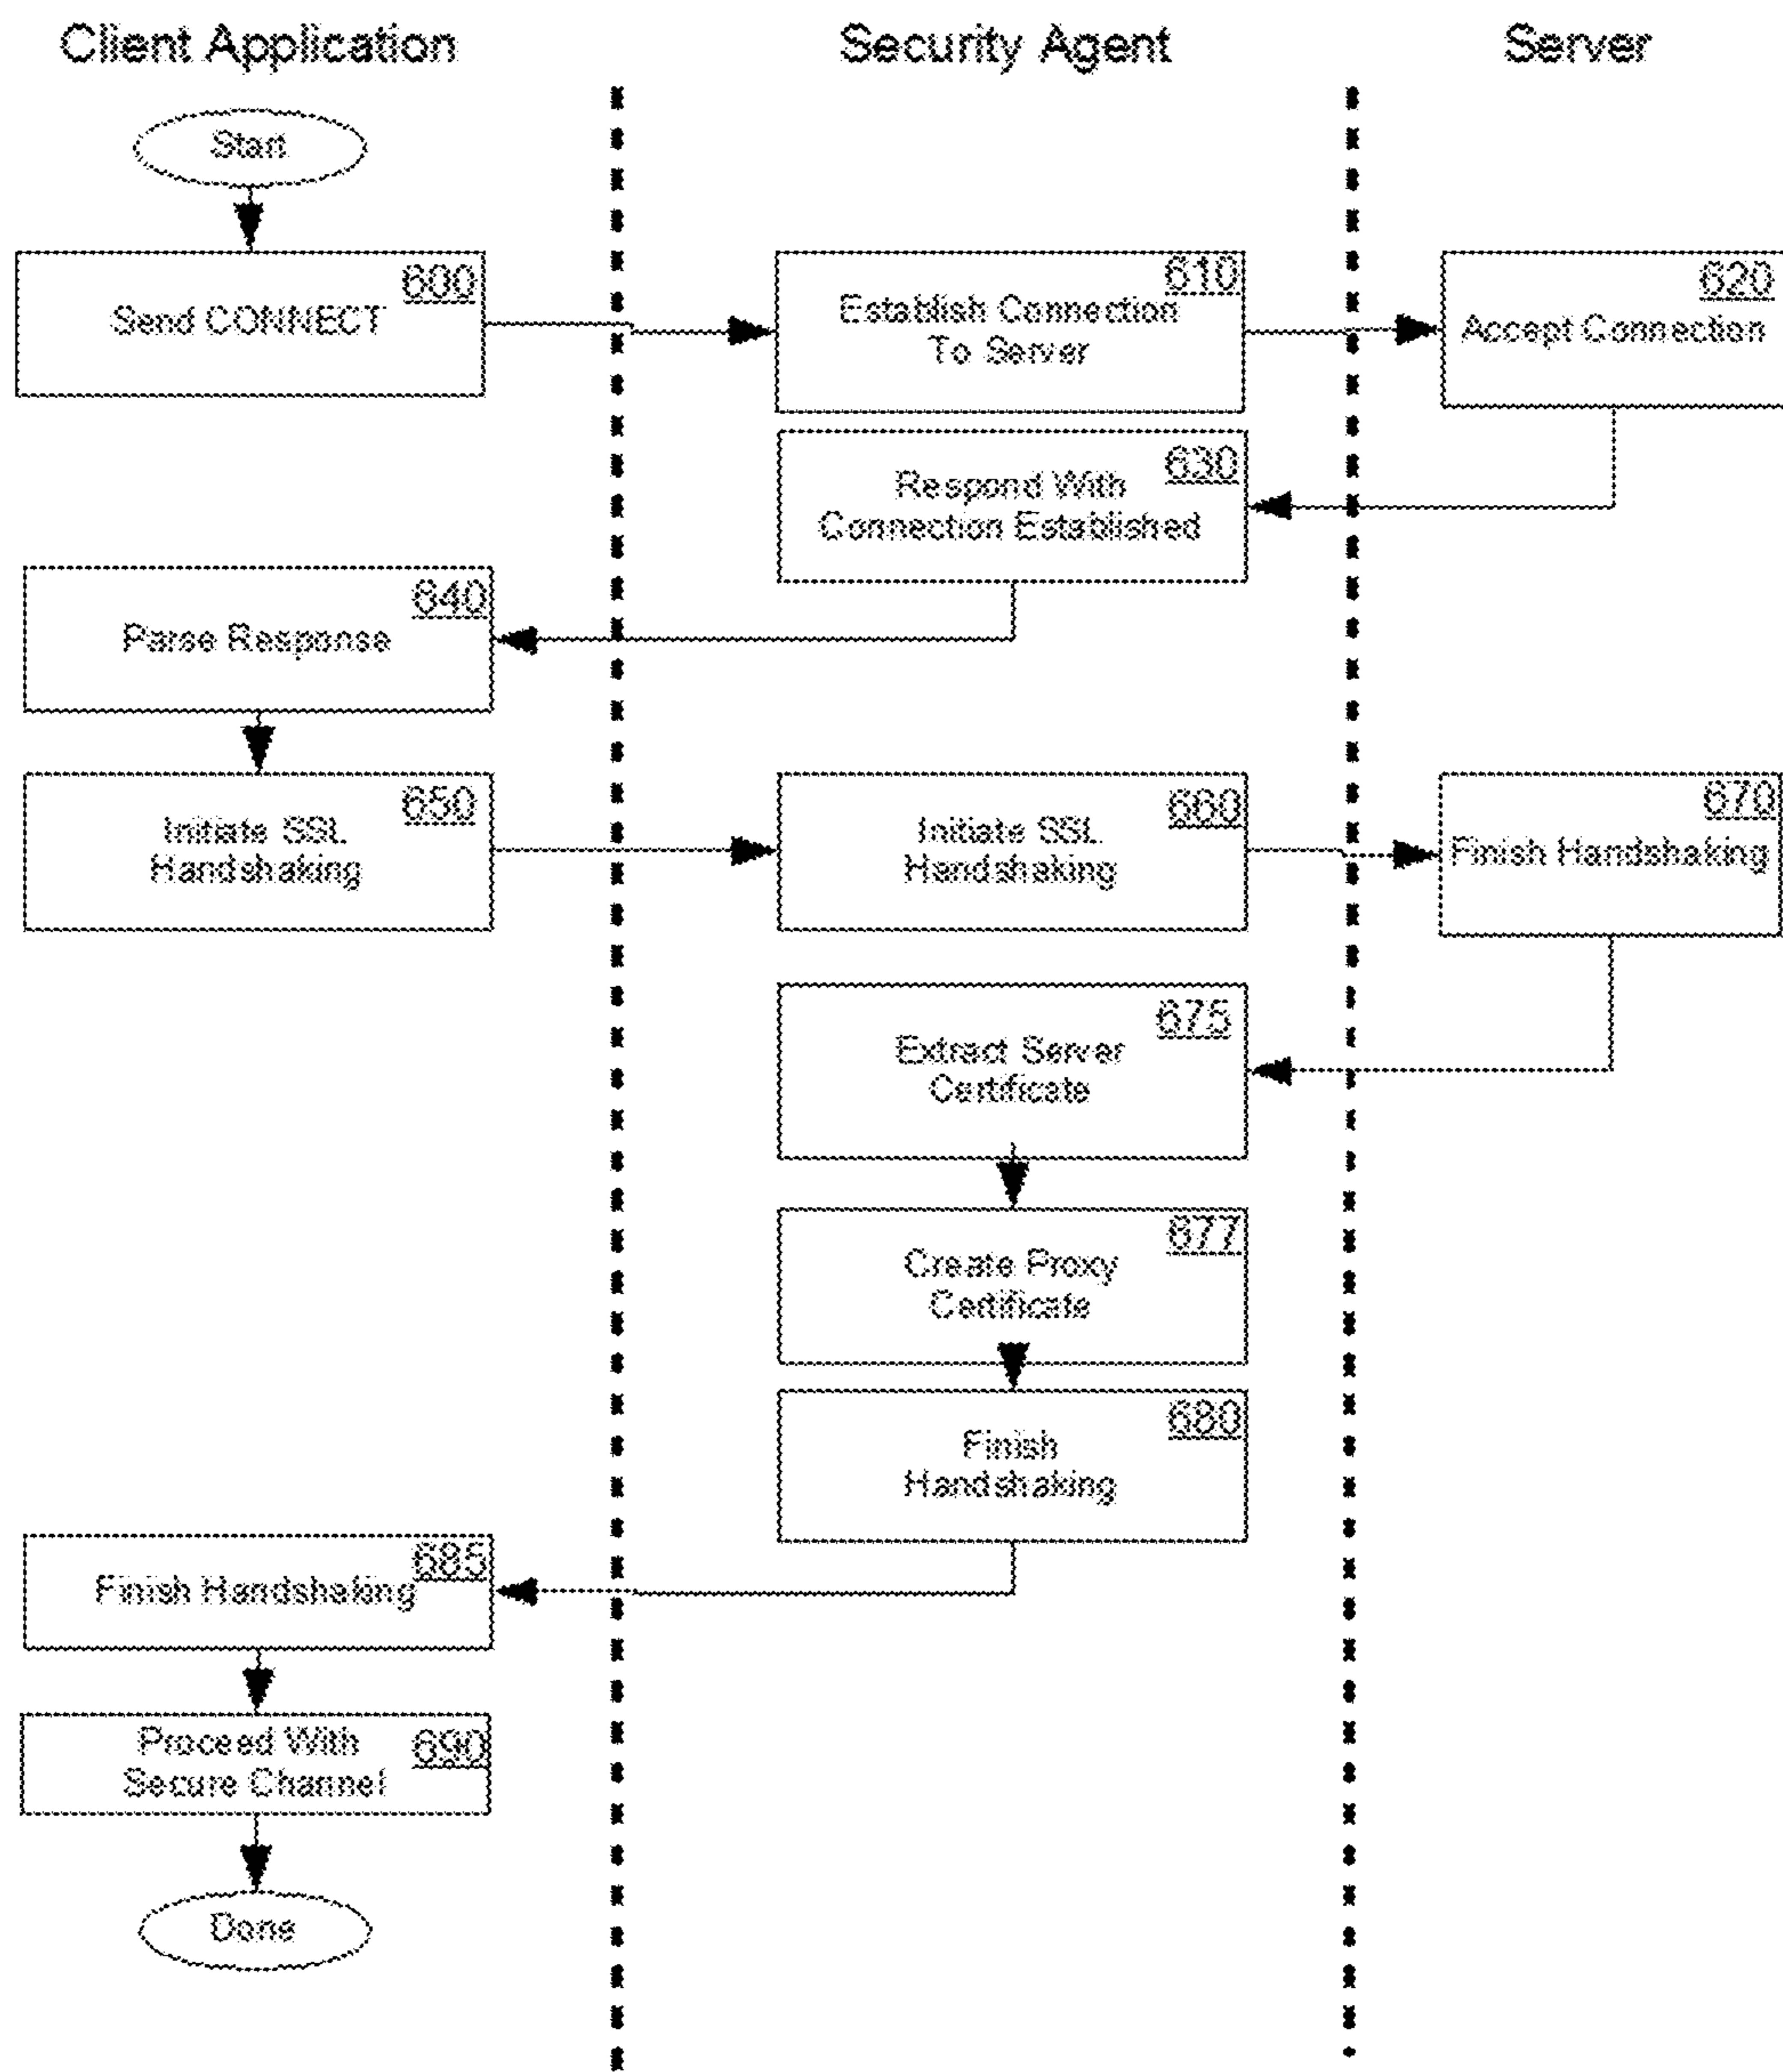 Client Application
Security Agent
Server
Start
600
Send CONNECT
610
Establish Connection
To Server
620
Accept Connection
630
Respond With
Connection Established
640
Parse Response
650
Initiate SSL
Handshaking
660
Initiate SSL
Handshaking
670
Finish Handshaking
675
Extract Server
Certificate
677
Create Proxy
Certificate
680
Finish
Handshaking
685
Finish Handshaking
690
Proceed With
Secure Channel
Done